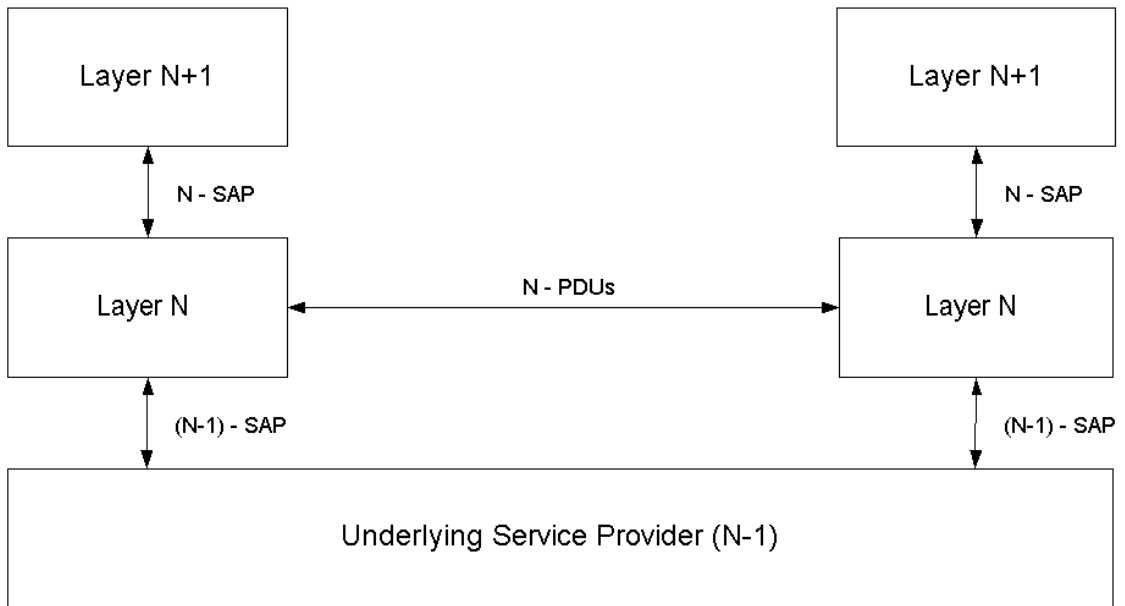 Layer N+1
Layer N+1
N - SAP
N - SAP
N - PDUs
Layer N
Layer N
(N-1) - SAP
(N-1) - SAP
Underlying Service Provider (N-1)